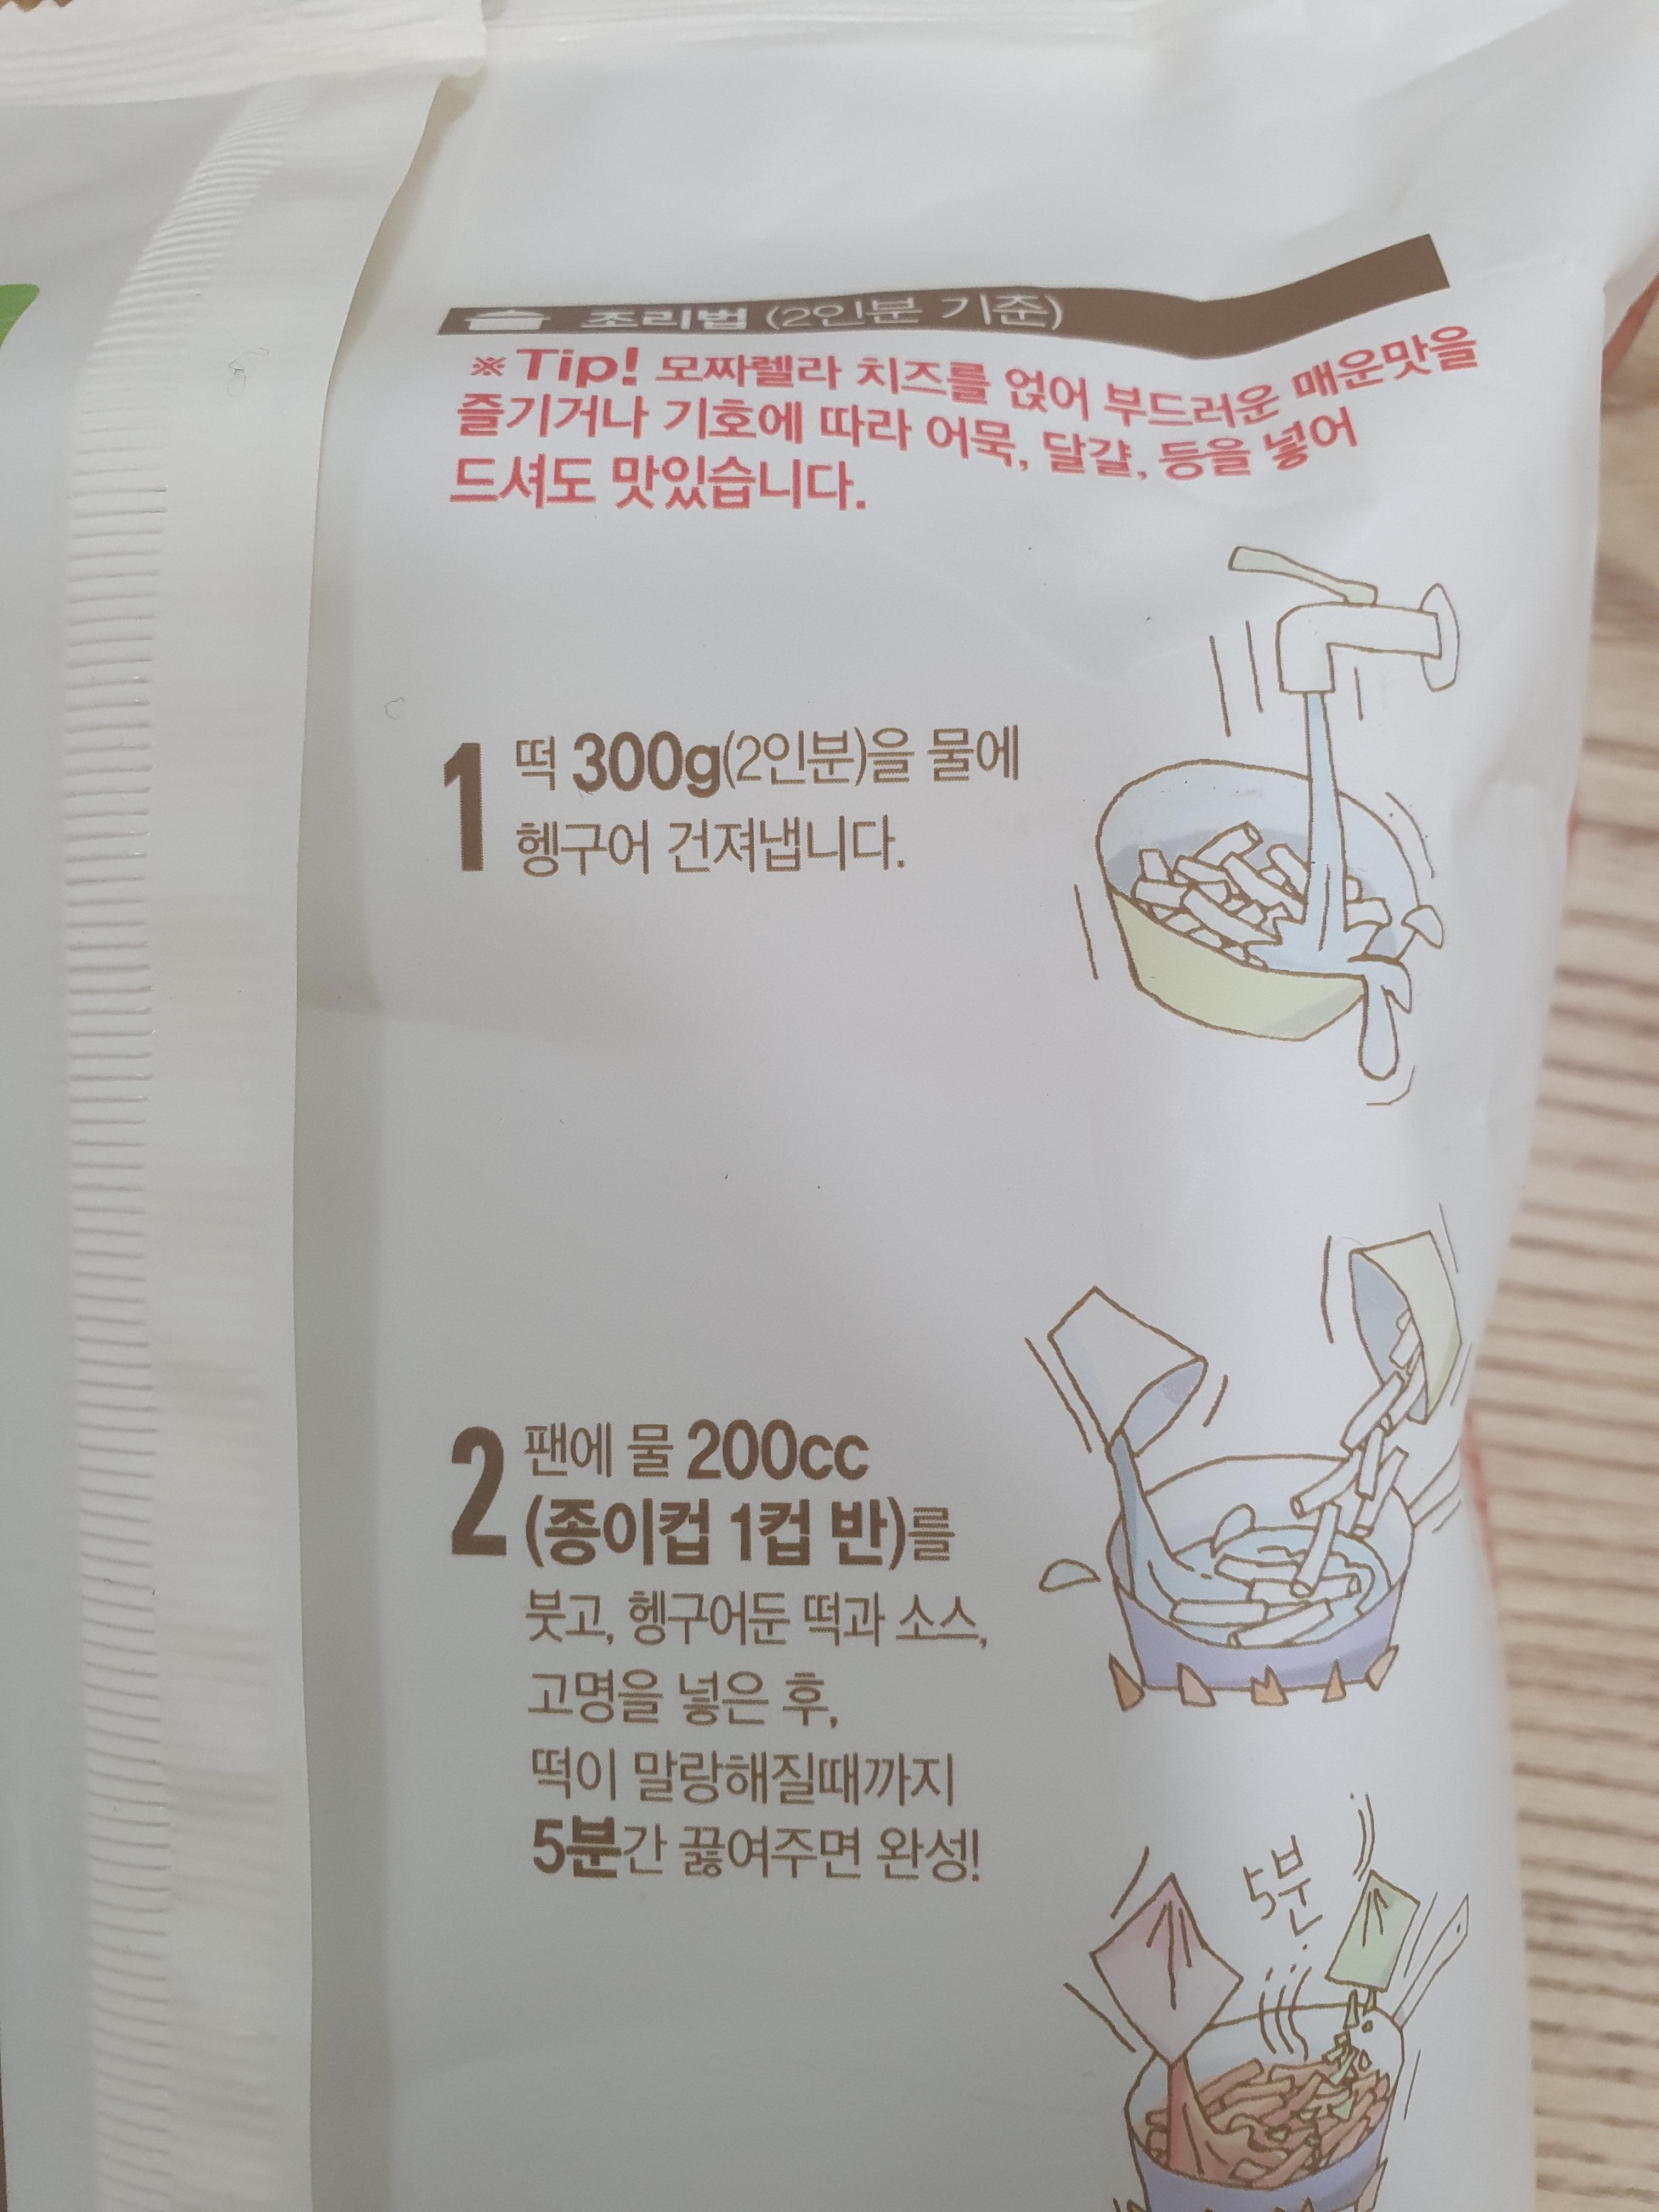 조리법 (2인분 기준)
※Tip! 모짜렐라 치즈를 얹어 부드러운 매운맛을
즐기거나 기호에 따라 어묵, 달걀, 등을 넣어
드셔도 맛있습니다.
1 떡 300g(2인분)을 물에
헹구어 건져냅니다.
2 팬에 물 200cc
(종이컵 1컵 반)를
붓고, 헹구어둔 떡과 소스,
고명을 넣은 후,
떡이 말랑해질때까지
5분간 끓여주면 완성!
5분